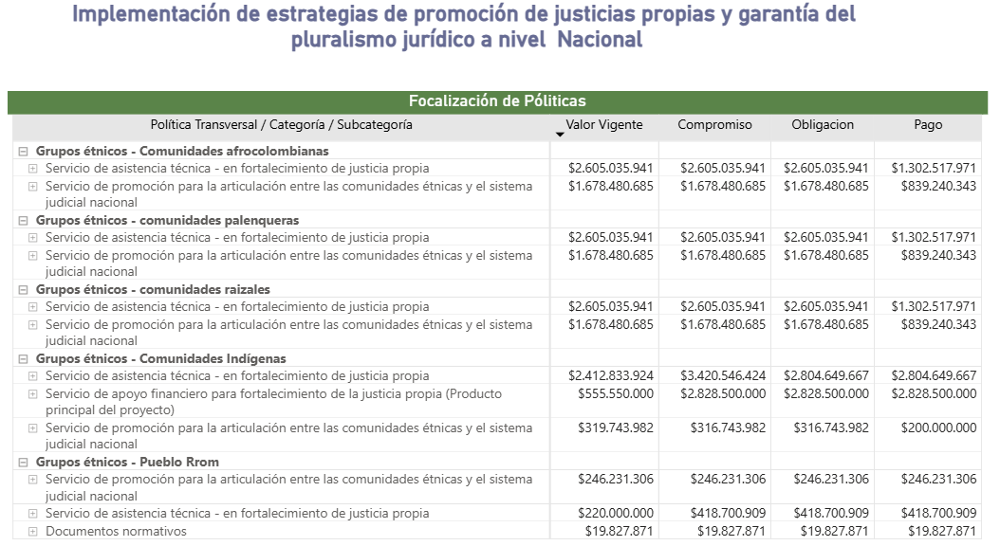 Implementación de estrategias de promoción de justicias propias y garantía del
pluralismo jurídico a nivel Nacional
Focalización de Póliticas
Política Transversal / Categoría / Subcategoría Valor Vigente Compromiso Obligacion Pago
Grupos étnicos - Comunidades afrocolombianas
Servicio de asistencia técnica - en fortalecimiento de justicia propia $2.605.035.941 $2.605.035.941 $2.605.035.941 $1.302.517.971
Servicio de promoción para la articulación entre las comunidades étnicas y el sistema $1.678.480.685 $1.678.480.685 $1.678.480.685 $839.240.343
judicial nacional
Grupos étnicos - comunidades palenqueras
Servicio de asistencia técnica - en fortalecimiento de justicia propia $2.605.035.941 $2.605.035.941 $2.605.035.941 $1.302.517.971
Servicio de promoción para la articulación entre las comunidades étnicas y el sistema $1.678.480.685 $1.678.480.685 $1.678.480.685 $839.240.343
judicial nacional
Grupos étnicos - comunidades raizales
Servicio de asistencia técnica - en fortalecimiento de justicia propia $2.605.035.941 $2.605.035.941 $2.605.035.941 $1.302.517.971
Servicio de promoción para la articulación entre las comunidades étnicas y el sistema $1.678.480.685 $1.678.480.685 $1.678.480.685 $839.240.343
judicial nacional
Grupos étnicos - Comunidades Indígenas
Servicio de asistencia técnica - en fortalecimiento de justicia propia $2.412.833.924 $3.420.546.424 $2.804.649.667 $2.804.649.667
Servicio de apoyo financiero para fortalecimiento de la justicia propia (Producto $555.550.000 $2.828.500.000 $2.828.500.000 $2.828.500.000
principal del proyecto)
Servicio de promoción para la articulación entre las comunidades étnicas y el sistema $319.743.982 $316.743.982 $316.743.982 $200.000.000
judicial nacional
Grupos étnicos - Pueblo Rrom
Servicio de promoción para la articulación entre las comunidades étnicas y el sistema $246.231.306 $246.231.306 $246.231.306 $246.231.306
judicial nacional
Servicio de asistencia técnica - en fortalecimiento de justicia propia $220.000.000 $418.700.909 $418.700.909 $418.700.909
Documentos normativos $19.827.871 $19.827.871 $19.827.871 $19.827.871